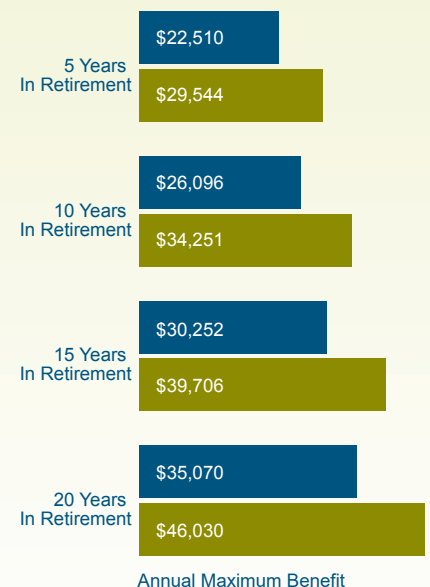 $22,510
5 Years
In Retirement
$29,544
$26,096
10 Years
In Retirement
$34,251
$30,252
15 Years
In Retirement
$39,706
$35,070
20 Years
In Retirement
$46,030
Annual Maximum Benefit